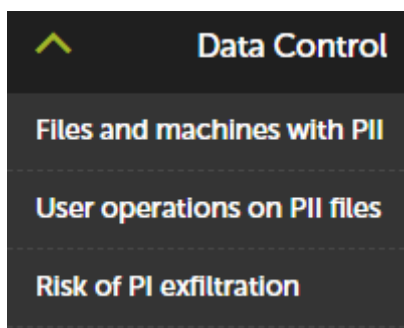 Data Control
Files and machines with PII
User operations on PII files
Risk of PI exfiltration